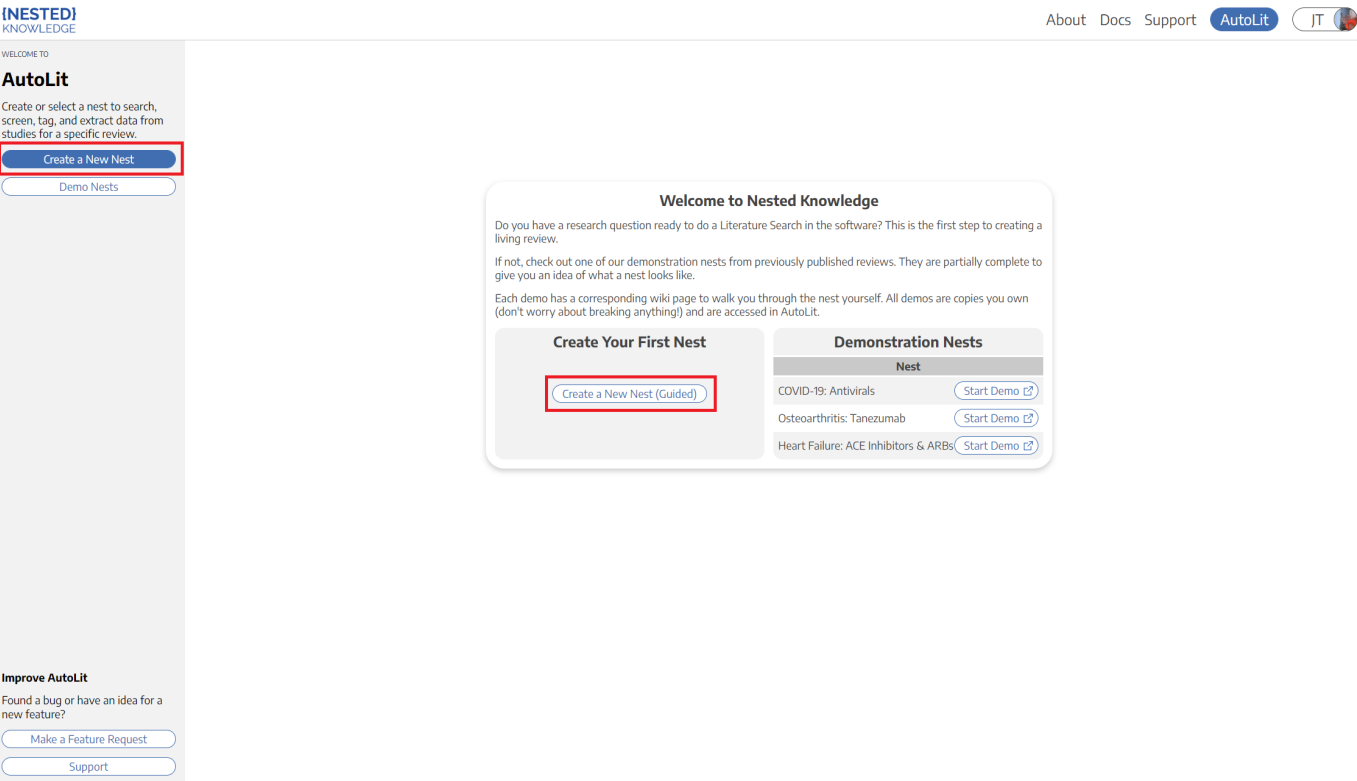 {NESTED}
KNOWLEDGE
About Docs Support AutoLit JT
WELCOME TO
AutoLit
Create or select a nest to search,
screen, tag, and extract data from
studies for a specific review.
Create a New Nest
Demo Nests
Welcome to Nested Knowledge
Do you have a research question ready to do a Literature Search in the software? This is the first step to creating a
living review.
If not, check out one of our demonstration nests from previously published reviews. They are partially complete to
give you an idea of what a nest looks like.
Each demo has a corresponding wiki page to walk you through the nest yourself. All demos are copies you own
(don't worry about breaking anything!) and are accessed in AutoLit.
Create Your First Nest
Create a New Nest (Guided)
Demonstration Nests
Nest
COVID-19: Antivirals Start Demo
Osteoarthritis: Tanezumab Start Demo
Heart Failure: ACE Inhibitors & ARBs Start Demo
Improve AutoLit
Found a bug or have an idea for a
new feature?
Make a Feature Request
Support